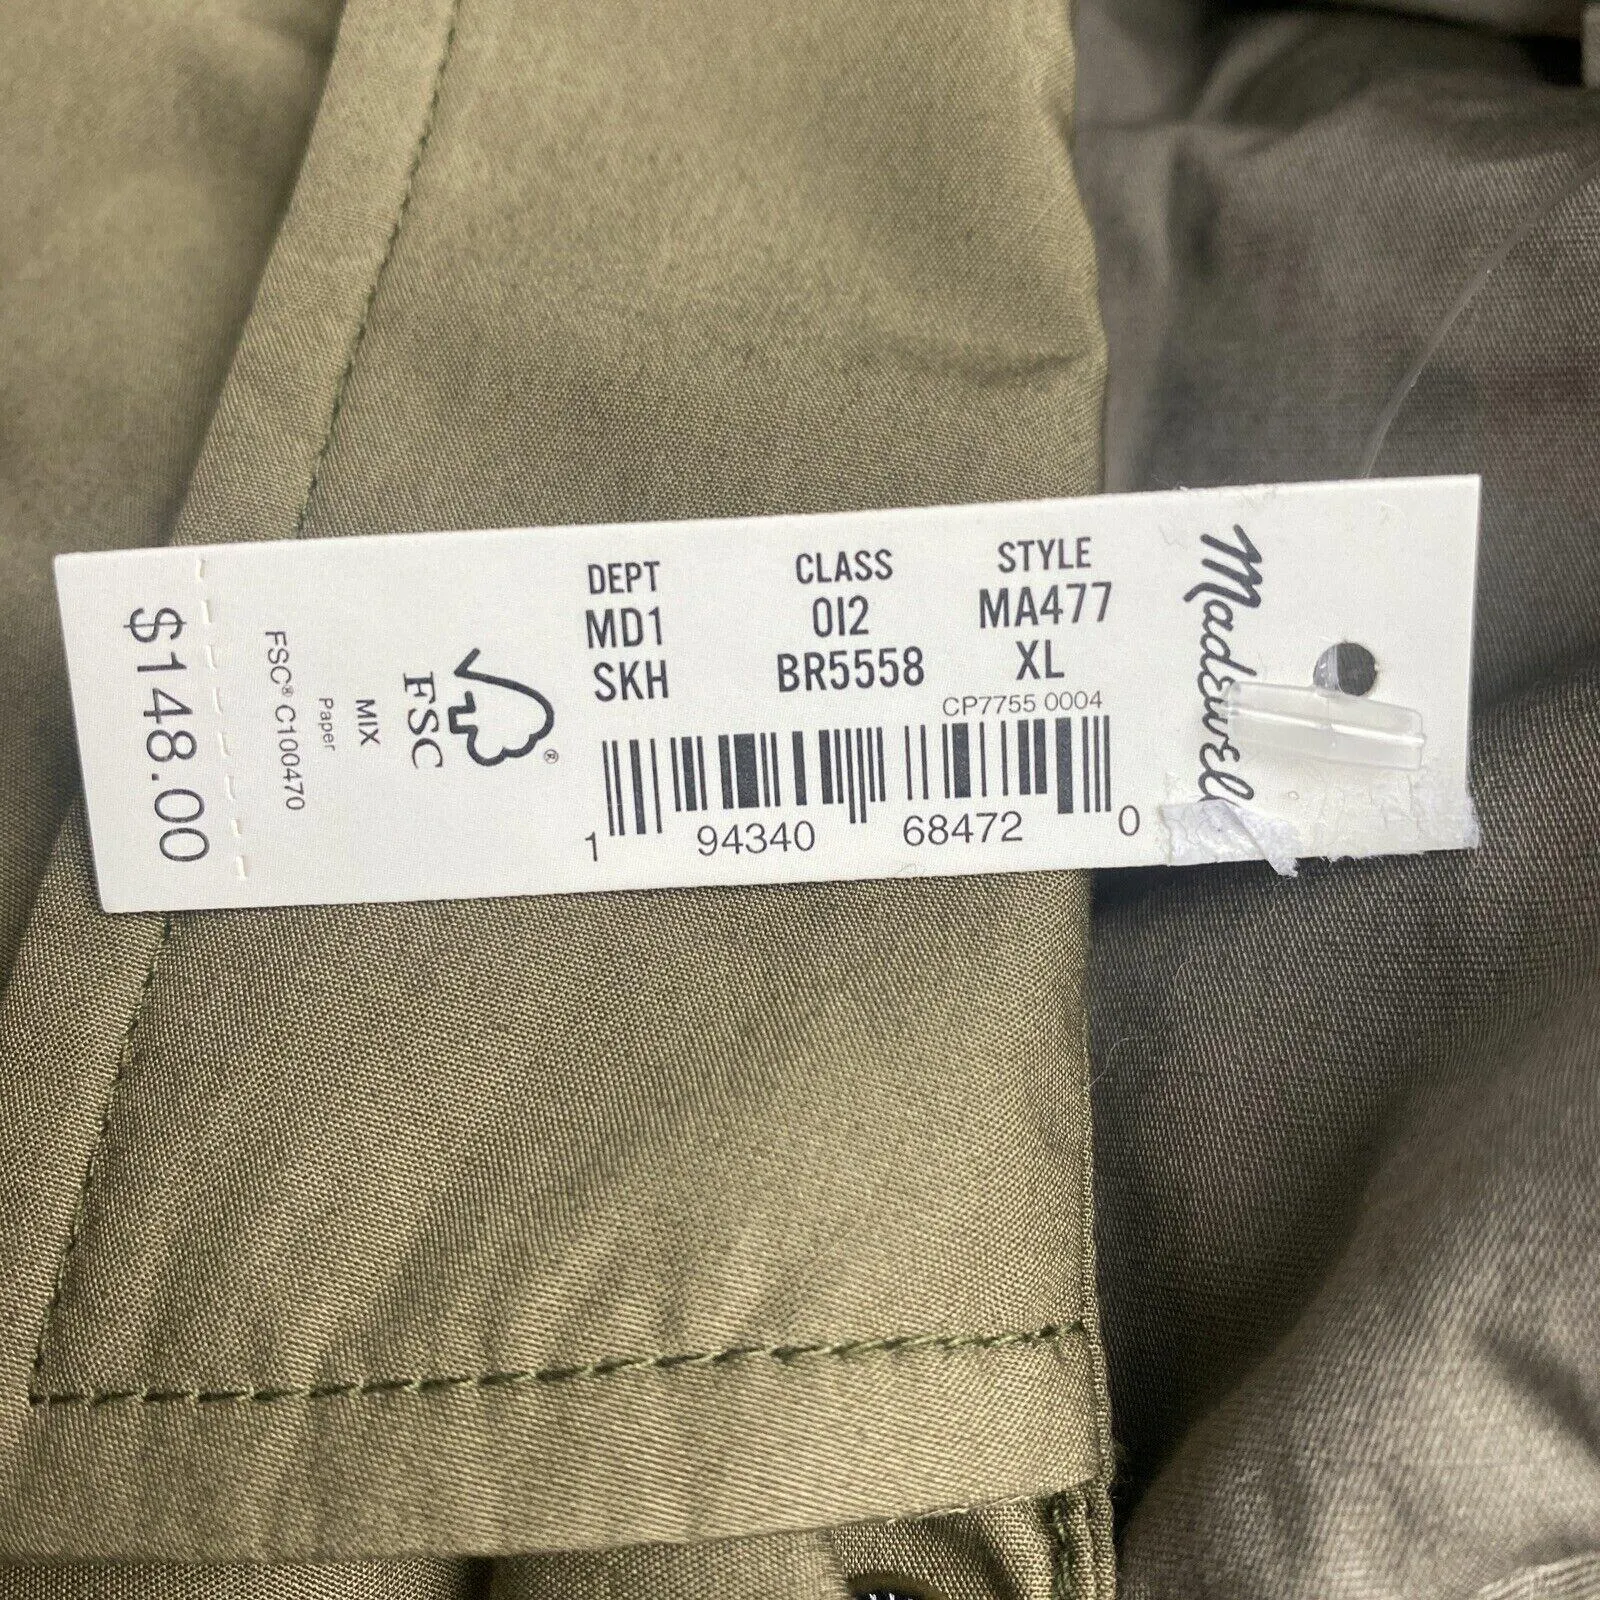 DEPT CLASS STYLE
MD1 012 MA477
SKH BR5558 XL
CP7755 0004
1 94340 68472 0
Madewell
FSC®
MIX
Paper
FSC® C100470
$148.00